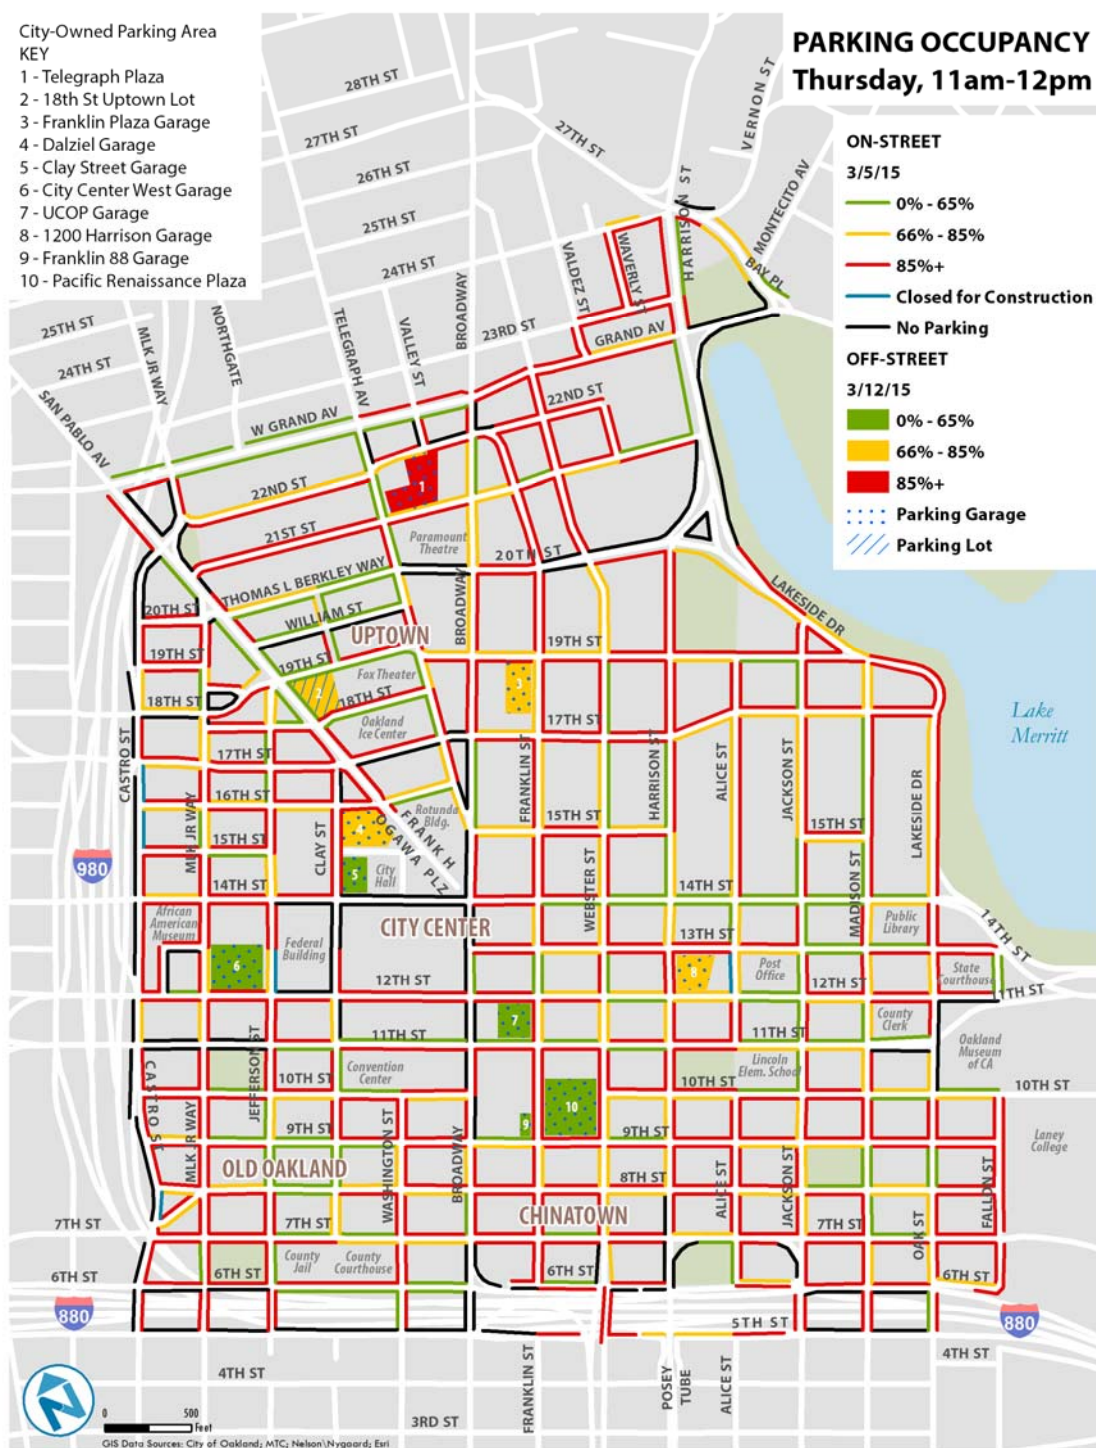 City-Owned Parking Area
KEY
1 - Telegraph Plaza
2 - 18th St Uptown Lot
3 - Franklin Plaza Garage
4 - Dalziel Garage
5 - Clay Street Garage
6 - City Center West Garage
7 - UCOP Garage
8 - 1200 Harrison Garage
9 - Franklin 88 Garage
10 - Pacific Renaissance Plaza
PARKING OCCUPANCY
Thursday, 11am-12pm
ON-STREET
3/5/15
0% - 65%
66% - 85%
85%+
Closed for Construction
No Parking
OFF-STREET
3/12/15
0% - 65%
66% - 85%
85%+
Parking Garage
Parking Lot
28TH ST
27TH ST
27TH ST
26TH ST
25TH ST
24TH ST
23RD ST
VERNON ST
HARRISON ST
MONTECITO AV
BAY PL
WAVERLY ST
VALDEZ ST
GRAND AV
BROADWAY
VALLEY ST
TELEGRAPH AV
NORTHGATE
MLK JR WAY
25TH ST
24TH ST
SAN PABLO AV
W GRAND AV
22ND ST
22ND ST
21ST ST
1
Paramount
Theatre
20TH ST
THOMAS L BERKLEY WAY
WILLIAM ST
UPTOWN
BROADWAY
LAKESIDE DR
20TH ST
19TH ST
19TH ST
19TH ST
Fox Theater
2
3
18TH ST
18TH ST
Oakland
Ice Center
17TH ST
17TH ST
Lake
Merritt
CASTRO ST
FRANKLIN ST
HARRISON ST
ALICE ST
JACKSON ST
LAKESIDE DR
16TH ST
MLK JR WAY
Rotunda
Bldg.
FRANK H
OGAWA PLZ
15TH ST
15TH ST
15TH ST
CLAY ST
4
5
City
Hall
980
14TH ST
14TH ST
14TH ST
WEBSTER ST
MADISON ST
African
American
Museum
CITY CENTER
Federal
Building
13TH ST
Public
Library
6
12TH ST
12TH ST
8
Post
Office
State
Courthouse
1TH ST
7
11TH ST
11TH ST
County
Clerk
Oakland
Museum
of CA
JEFFERSON ST
Convention
Center
10TH ST
10TH ST
10TH ST
Lincoln
Elem. School
CASTRO ST
MLK JR WAY
9TH ST
9TH ST
9
10
WASHINGTON ST
BROADWAY
Laney
College
OLD OAKLAND
8TH ST
ALICE ST
JACKSON ST
FALLON ST
OAK ST
CHINATOWN
7TH ST
7TH ST
7TH ST
County
Jail
County
Courthouse
6TH ST
6TH ST
6TH ST
6TH ST
880
880
5TH ST
4TH ST
4TH ST
3RD ST
FRANKLIN ST
POSEY
TUBE
ALICE ST
0
500
Feet
GIS Data Sources: City of Oakland; MTC; Nelson\Nygaard; Esri